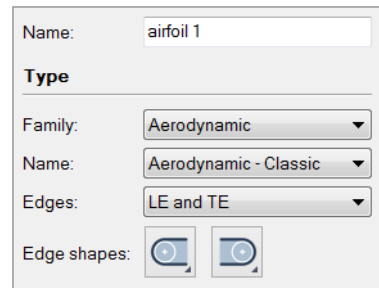 Name: airfoil 1
Type
Family: Aerodynamic
Name: Aerodynamic - Classic
Edges: LE and TE
Edge shapes: